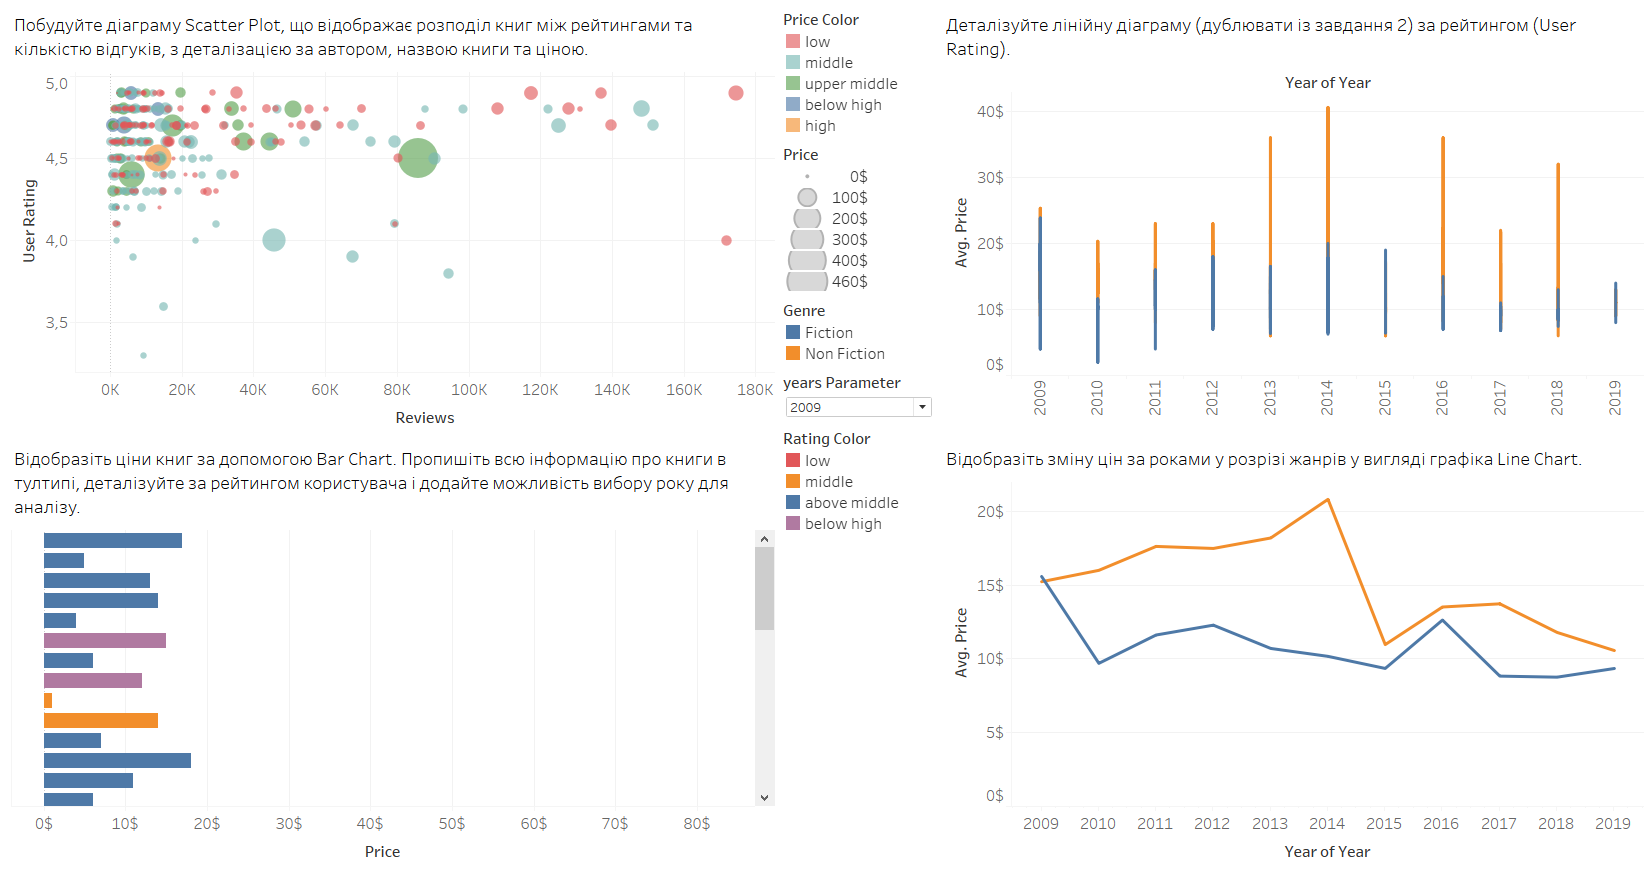 Побудуйте діаграму Scatter Plot, що відображає розподіл книг між рейтингами та
кількістю відгуків, з деталізацією за автором, назвою книги та ціною.
5,0
4,5
4,0
3,5
User Rating
0K 20K 40K 60K 80K 100K 120K 140K 160K 180K
Reviews
Price Color
low
middle
upper middle
below high
high
Price
0$
100$
200$
300$
400$
460$
Genre
Fiction
Non Fiction
years Parameter
2009
Rating Color
low
middle
above middle
below high
Деталізуйте лінійну діаграму (дублювати із завдання 2) за рейтингом (User
Rating).
Year of Year
40$
30$
20$
10$
0$
Avg. Price
2009 2010 2011 2012 2013 2014 2015 2016 2017 2018 2019
Відобразіть ціни книг за допомогою Bar Chart. Пропишіть всю інформацію про книги в
тултипі, деталізуйте за рейтингом користувача і додайте можливість вибору року для
аналізу.
0$ 10$ 20$ 30$ 40$ 50$ 60$ 70$ 80$
Price
Відобразіть зміну цін за роками у розрізі жанрів у вигляді графіка Line Chart.
20$
15$
10$
5$
0$
Avg. Price
2009 2010 2011 2012 2013 2014 2015 2016 2017 2018 2019
Year of Year